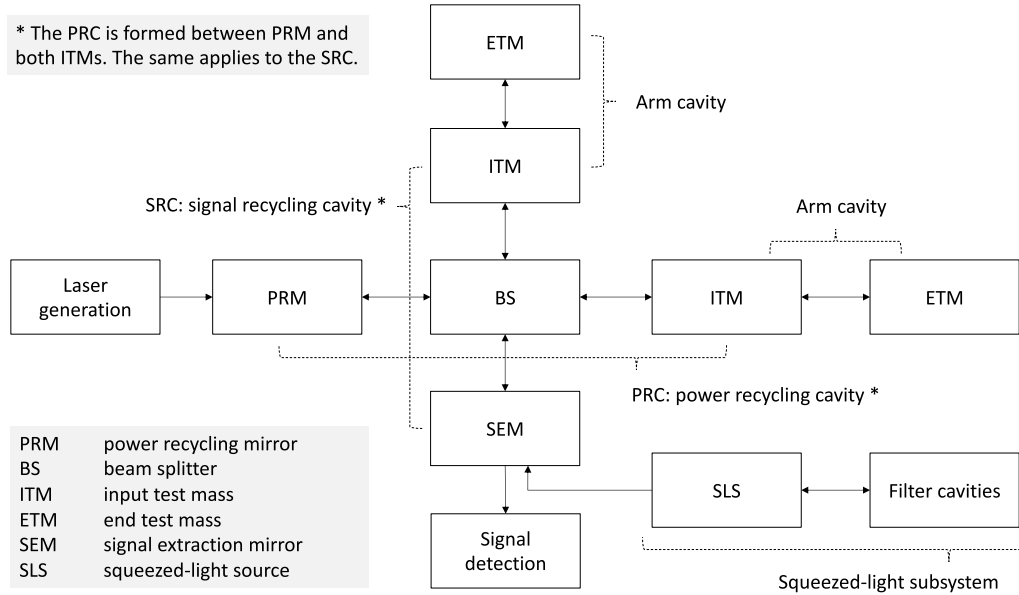 * The PRC is formed between PRM and
both ITMs. The same applies to the SRC.
ETM
Arm cavity
ITM
SRC: signal recycling cavity *
Arm cavity
Laser
generation
PRM
BS
ITM
ETM
PRC: power recycling cavity *
SEM
PRM power recycling mirror
BS beam splitter
ITM input test mass
ETM end test mass
SEM signal extraction mirror
SLS squeezed-light source
SLS
Filter cavities
Signal
detection
Squeezed-light subsystem